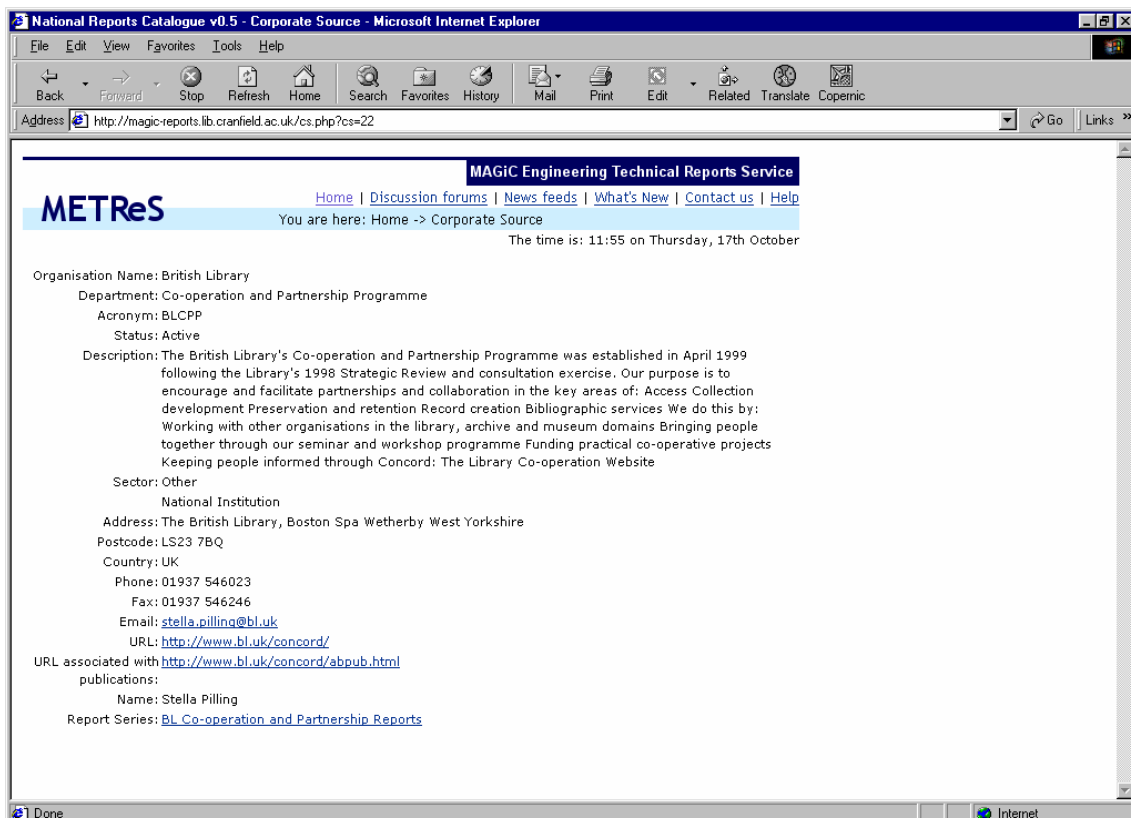 National Reports Catalogue v0.5 - Corporate Source - Microsoft Internet Explorer
File Edit View Favorites Tools Help
Back Forward Stop Refresh Home Search Favorites History Mail Print Edit Related Translate Copernic
Address http://magic-reports.lib.cranfield.ac.uk/cs.php?cs=22 Go Links »
MAGiC Engineering Technical Reports Service
METReS
Home | Discussion forums | News feeds | What's New | Contact us | Help
You are here: Home -> Corporate Source
The time is: 11:55 on Thursday, 17th October
Organisation Name: British Library
Department: Co-operation and Partnership Programme
Acronym: BLCPP
Status: Active
Description: The British Library's Co-operation and Partnership Programme was established in April 1999
following the Library's 1998 Strategic Review and consultation exercise. Our purpose is to
encourage and facilitate partnerships and collaboration in the key areas of: Access Collection
development Preservation and retention Record creation Bibliographic services We do this by:
Working with other organisations in the library, archive and museum domains Bringing people
together through our seminar and workshop programme Funding practical co-operative projects
Keeping people informed through Concord: The Library Co-operation Website
Sector: Other
National Institution
Address: The British Library, Boston Spa Wetherby West Yorkshire
Postcode: LS23 7BQ
Country: UK
Phone: 01937 546023
Fax: 01937 546246
Email: stella.pilling@bl.uk
URL: http://www.bl.uk/concord/
URL associated with http://www.bl.uk/concord/abpub.html
publications:
Name: Stella Pilling
Report Series: BL Co-operation and Partnership Reports
Done Internet